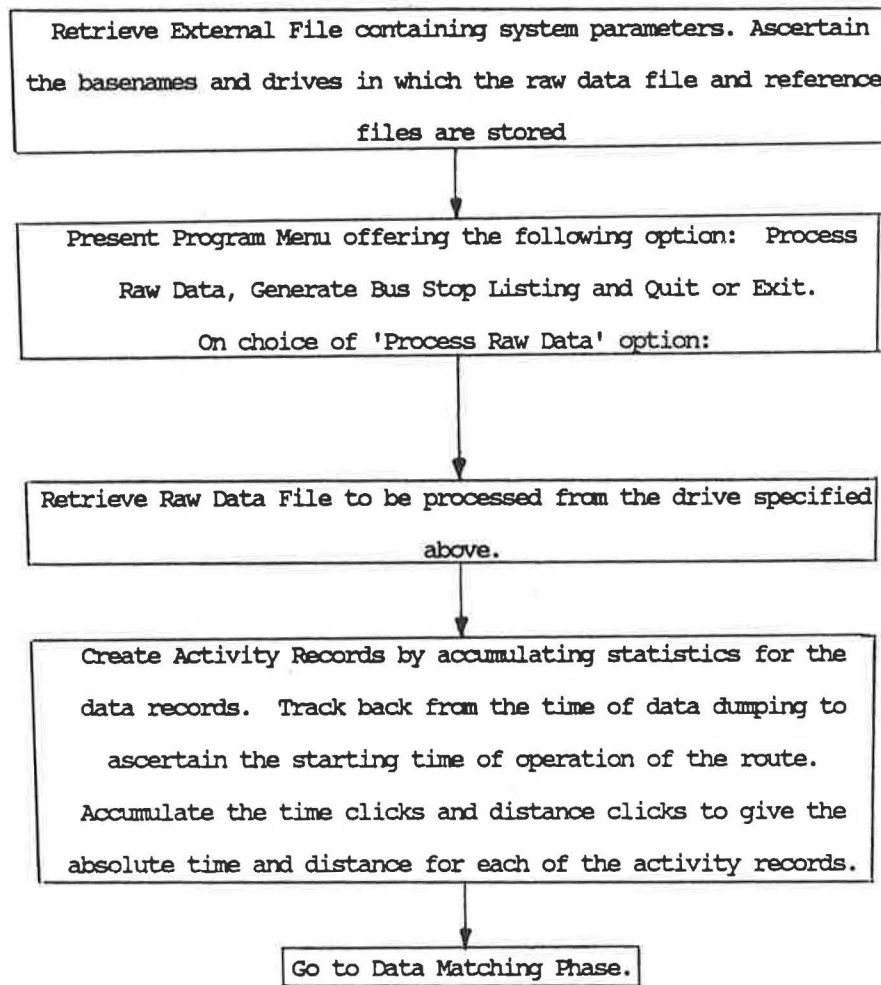 Retrieve External File containing system parameters. Ascertain
the basenames and drives in which the raw data file and reference
files are stored
Present Program Menu offering the following option: Process
Raw Data, Generate Bus Stop Listing and Quit or Exit.
On choice of 'Process Raw Data' option:
Retrieve Raw Data File to be processed from the drive specified
above.
Create Activity Records by accumulating statistics for the
data records. Track back from the time of data dumping to
ascertain the starting time of operation of the route.
Accumulate the time clicks and distance clicks to give the
absolute time and distance for each of the activity records.
Go to Data Matching Phase.